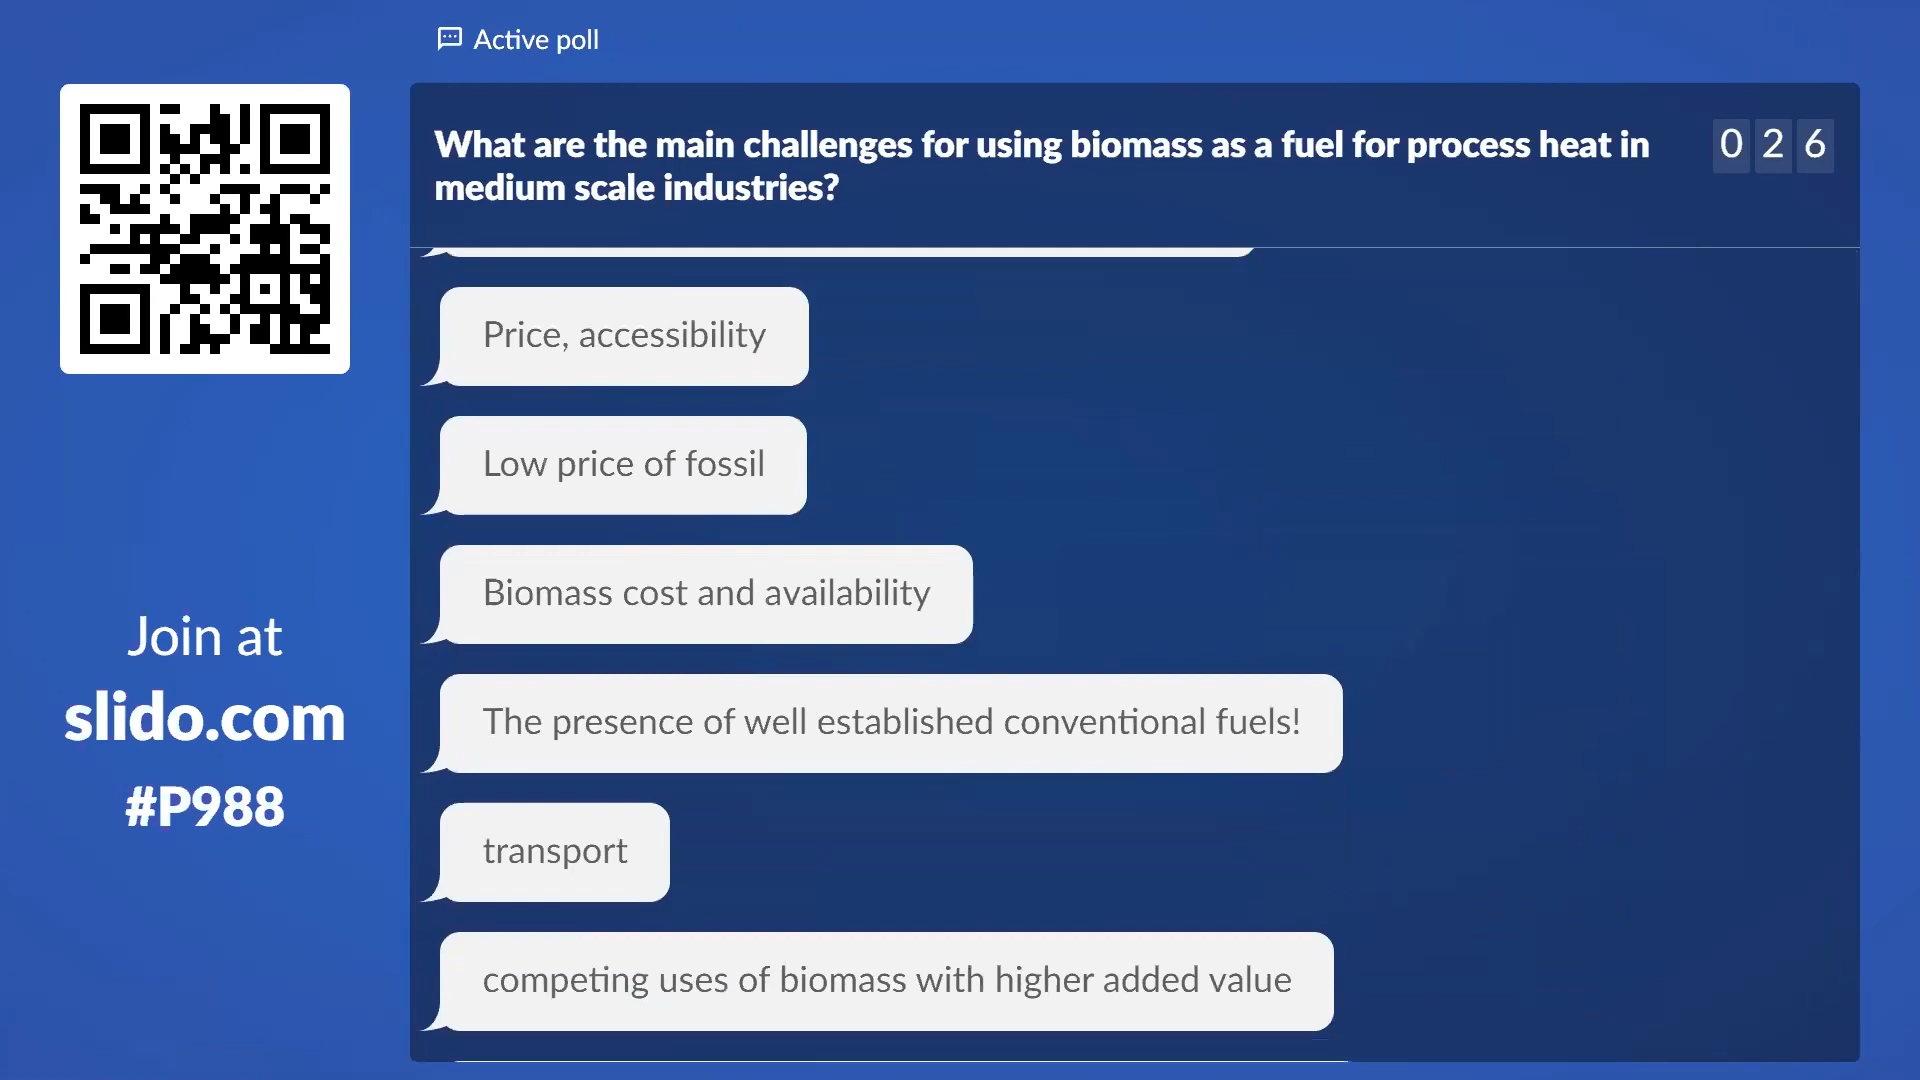 Active poll
What are the main challenges for using biomass as a fuel for process heat in
medium scale industries?
0 2 6
Price, accessibility
Low price of fossil
Biomass cost and availability
The presence of well established conventional fuels!
transport
competing uses of biomass with higher added value
Join at
slido.com
#P988